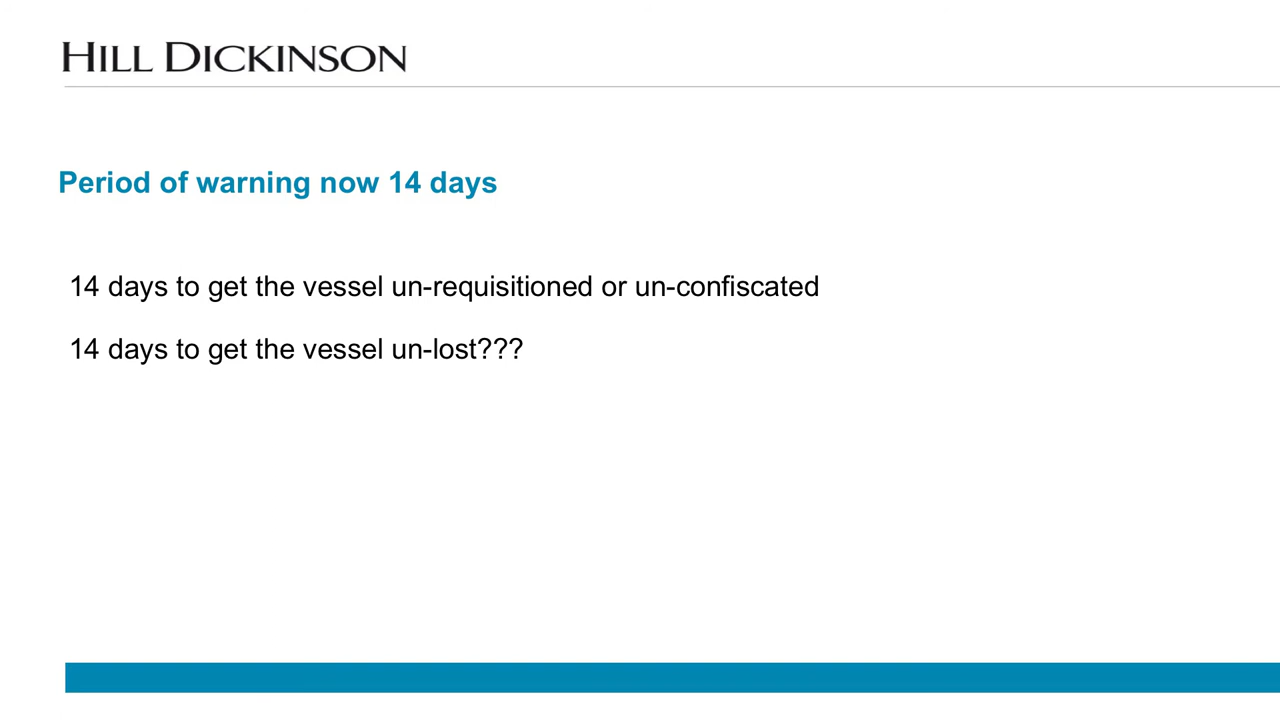 HILL DICKINSON
Period of warning now 14 days
14 days to get the vessel un-requisitioned or un-confiscated
14 days to get the vessel un-lost???